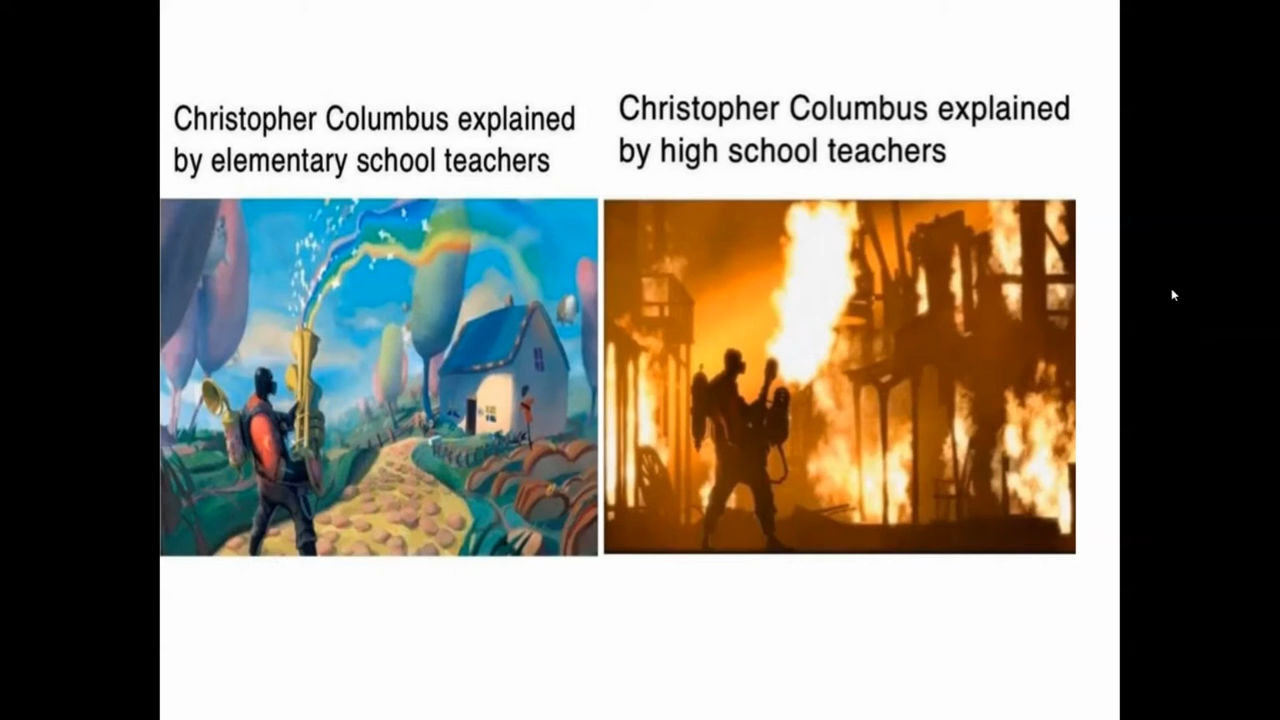 Christopher Columbus explained
by elementary school teachers
Christopher Columbus explained
by high school teachers